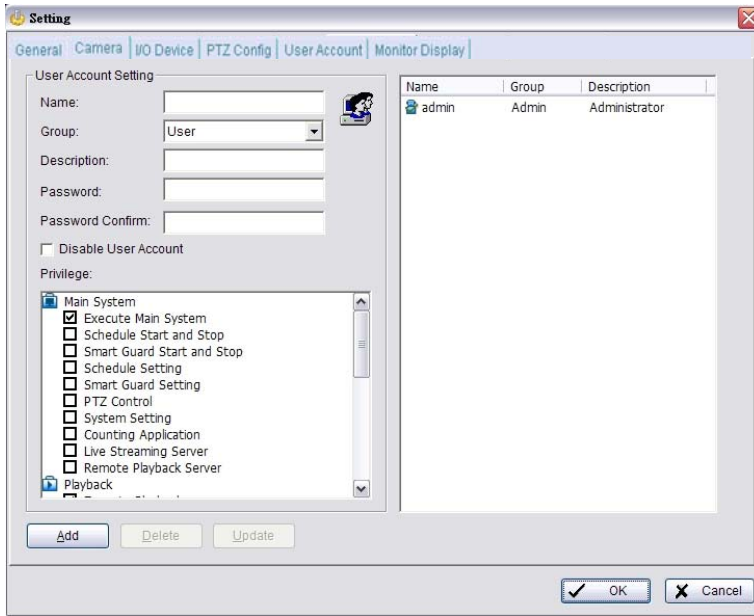 Setting
General Camera I/O Device PTZ Config User Account Monitor Display
User Account Setting
Name:
Group: User
Description:
Password:
Password Confirm:
Disable User Account
Privilege:
Main System
Execute Main System
Schedule Start and Stop
Smart Guard Start and Stop
Schedule Setting
Smart Guard Setting
PTZ Control
System Setting
Counting Application
Live Streaming Server
Remote Playback Server
Playback
Add Delete Update
Name Group Description
admin Admin Administrator
OK Cancel